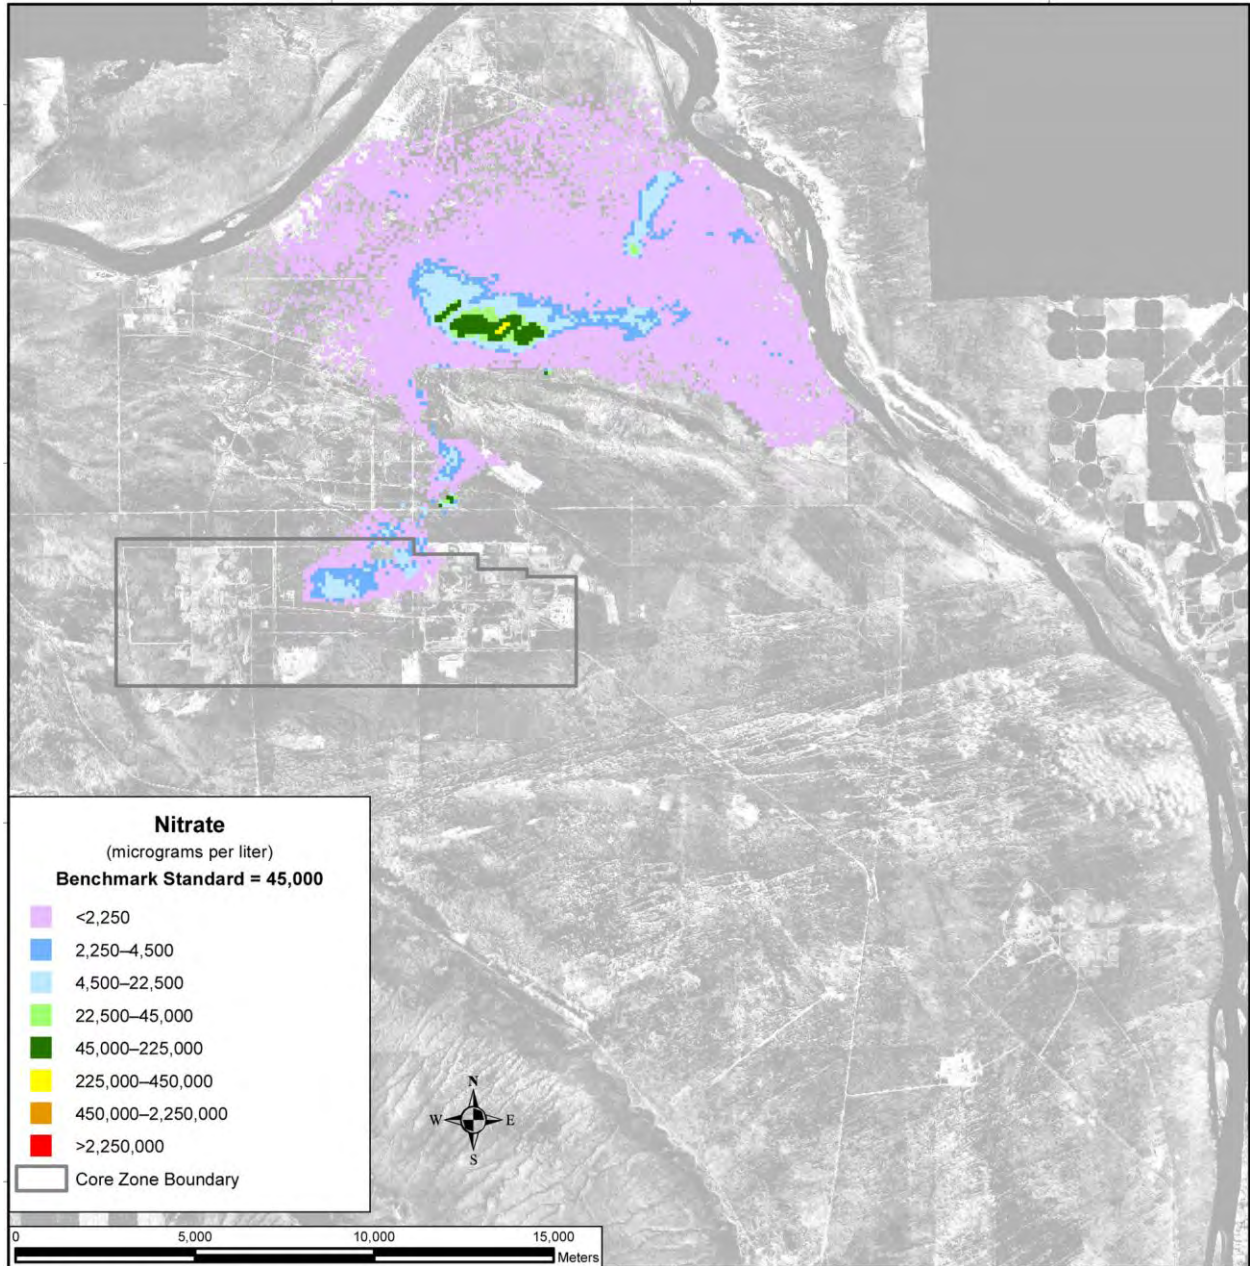 Nitrate
(micrograms per liter)
Benchmark Standard = 45,000
<2,250
2,250–4,500
4,500–22,500
22,500–45,000
45,000–225,000
225,000–450,000
450,000–2,250,000
>2,250,000
Core Zone Boundary
N
W E
S
0 5,000 10,000 15,000
Meters